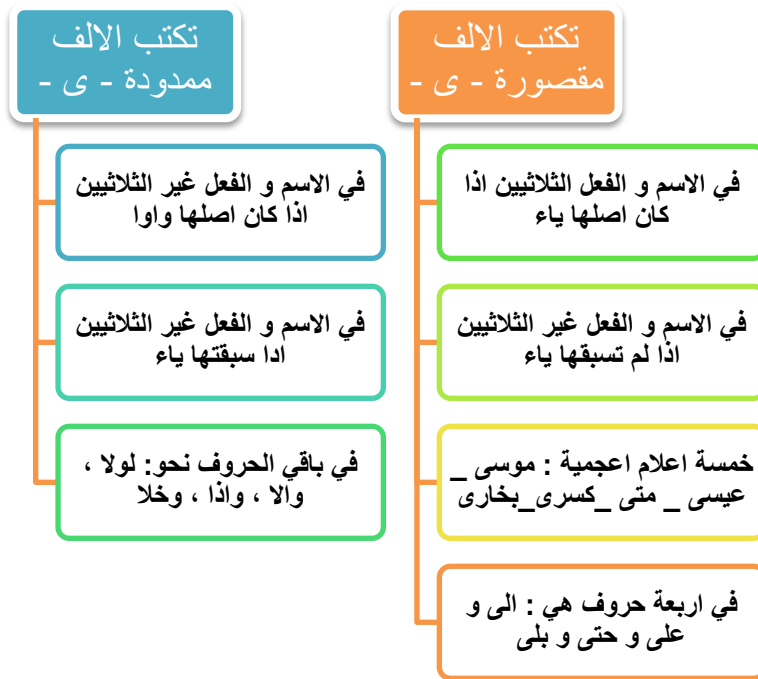 تكتب الالف
مقصورة - ى -
في الاسم و الفعل الثلاثيين اذا
كان اصلها ياء
في الاسم و الفعل غير الثلاثيين
اذا لم تسبقها ياء
خمسة اعلام اعجمية : موسى _
عيسى _ متى _كسرى_بخارى
في اربعة حروف هي : الى و
على و حتى و بلى
تكتب الالف
ممدودة - ى -
في الاسم و الفعل غير الثلاثيين
اذا كان اصلها واوا
في الاسم و الفعل غير الثلاثيين
ادا سبقتها ياء
في باقي الحروف نحو: لولا ،
والا ، واذا ، وخلا